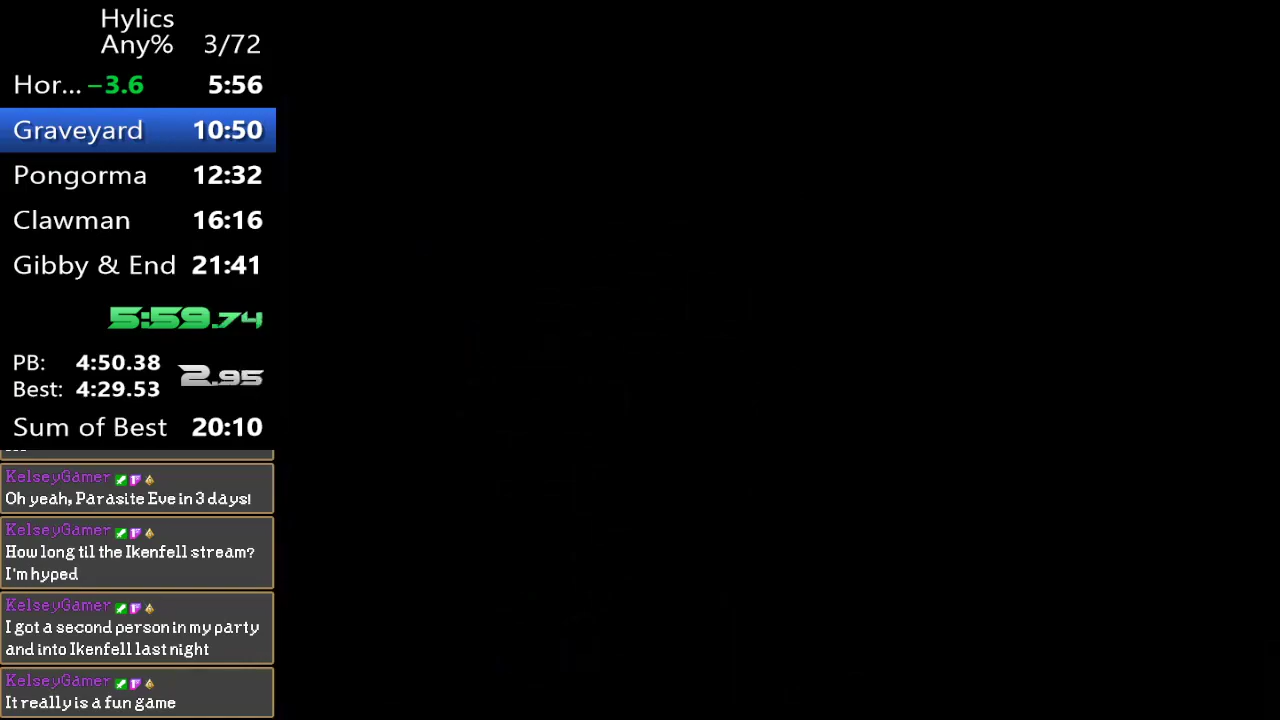 Hylics
Any% 3/72
Hor... −3.6 5:56
Graveyard 10:50
Pongorma 12:32
Clawman 16:16
Gibby & End 21:41
5:59.74
PB: 4:50.38
2.95
Best: 4:29.53
Sum of Best 20:10
KelseyGamer
Oh yeah, Parasite Eve in 3 days!
KelseyGamer
How long til the Ikenfell stream?
I'm hyped
KelseyGamer
I got a second person in my party
and into Ikenfell last night
KelseyGamer
It really is a fun game